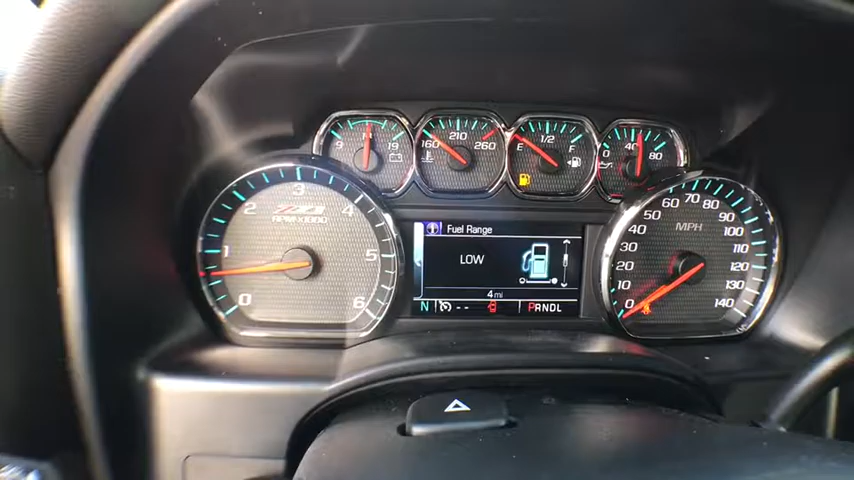 9 14 19
160 210 260
E 1/2 F
0 40 80
Z71
RPM x1000
0 1 2 3 4 5 6
Fuel Range
LOW
4 mi
N -- PRNDL
MPH
0 10 20 30 40 50 60 70 80 90 100 110 120 130 140